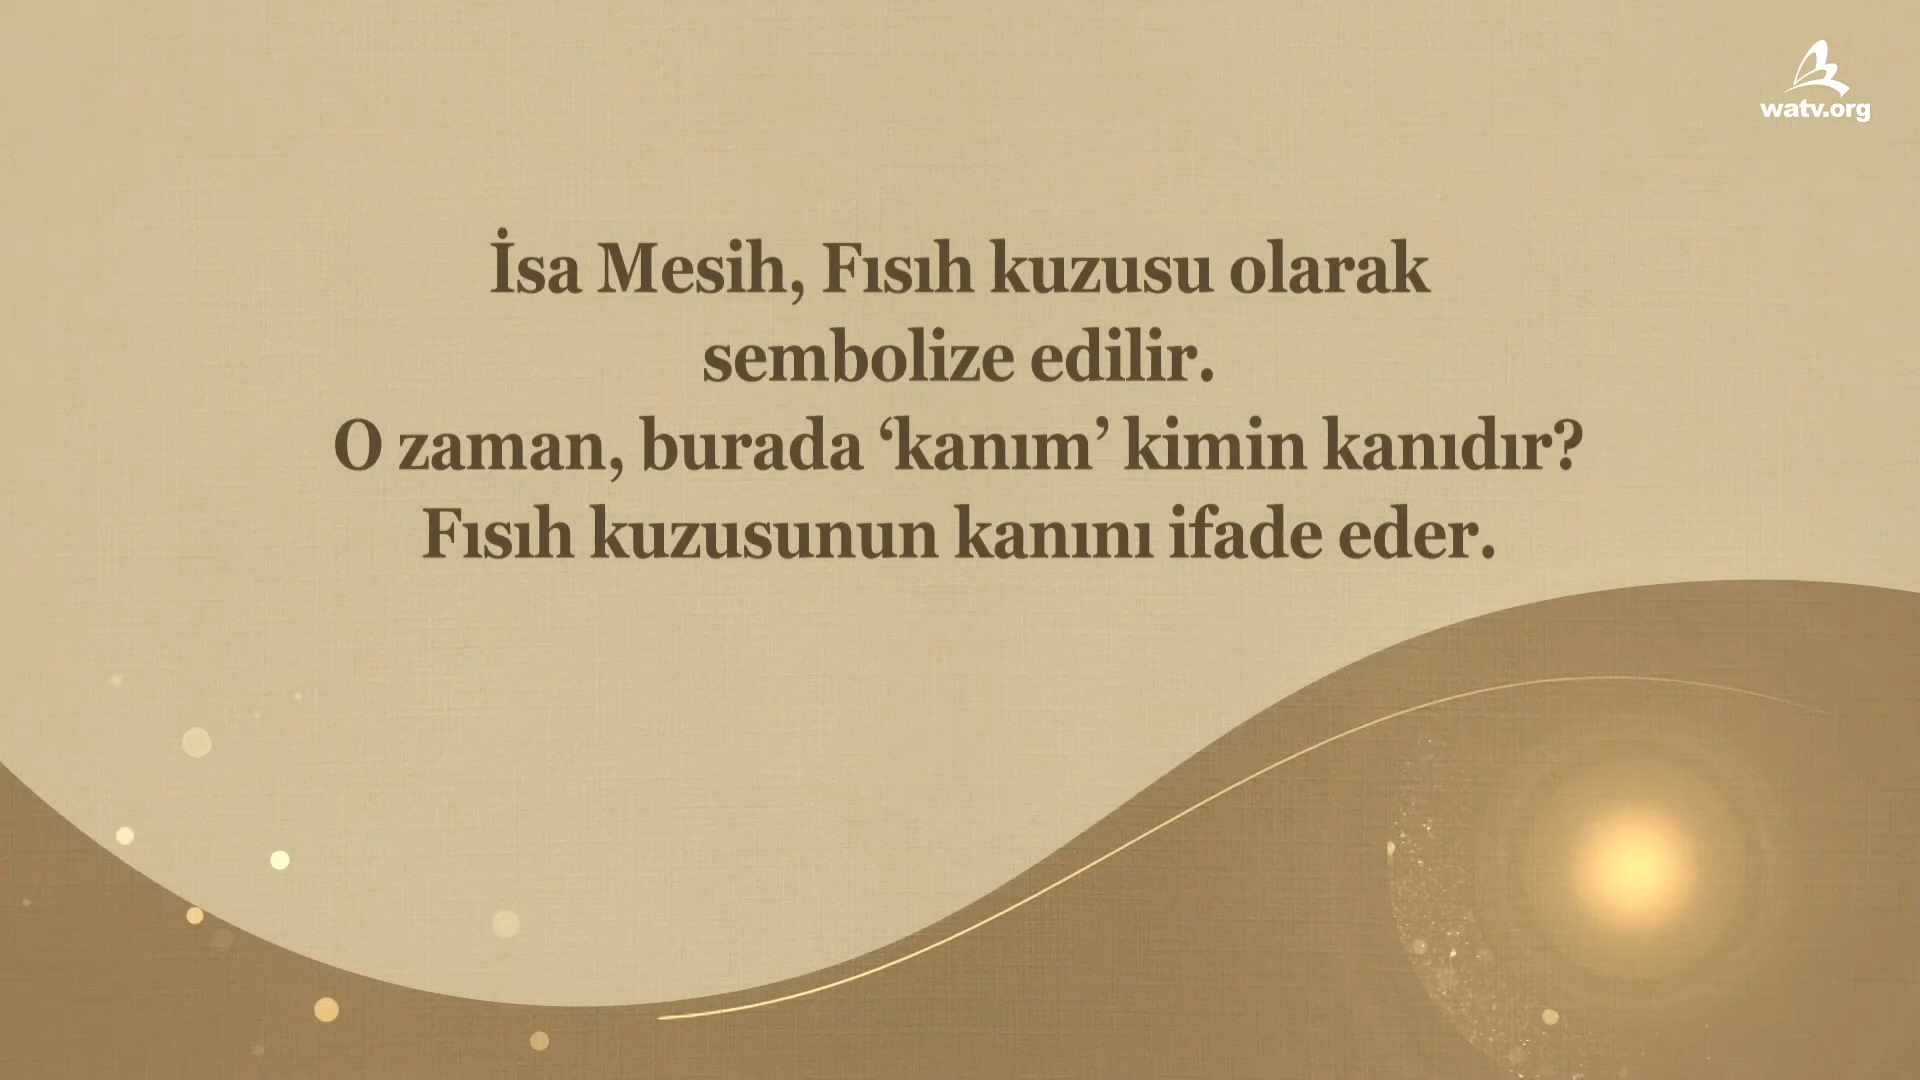 watv.org
İsa Mesih, Fısıh kuzusu olarak
sembolize edilir.
O zaman, burada ‘kanım’ kimin kanıdır?
Fısıh kuzusunun kanını ifade eder.